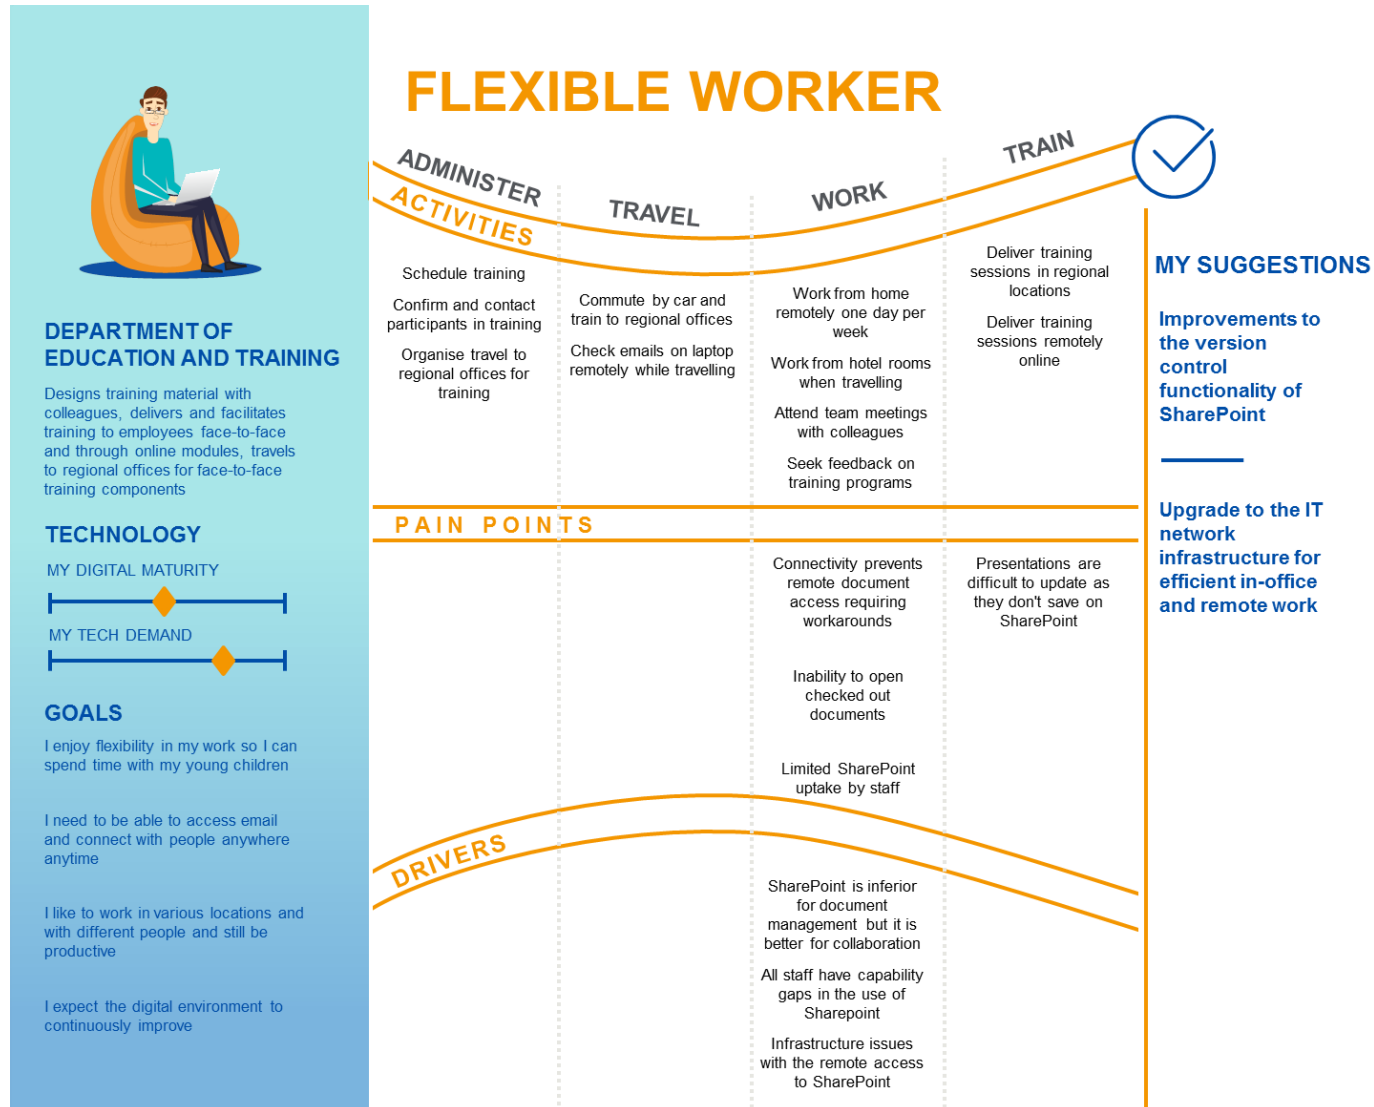 FLEXIBLE WORKER
DEPARTMENT OF
EDUCATION AND TRAINING
Designs training material with
colleagues, delivers and facilitates
training to employees face-to-face
and through online modules, travels
to regional offices for face-to-face
training components
TECHNOLOGY
MY DIGITAL MATURITY
MY TECH DEMAND
GOALS
I enjoy flexibility in my work so I can
spend time with my young children
I need to be able to access email
and connect with people anywhere
anytime
I like to work in various locations and
with different people and still be
productive
I expect the digital environment to
continuously improve
ADMINISTER
TRAVEL
WORK
TRAIN
ACTIVITIES
Schedule training
Confirm and contact
participants in training
Organise travel to
regional offices for
training
Commute by car and
train to regional offices
Check emails on laptop
remotely while travelling
Work from home
remotely one day per
week
Work from hotel rooms
when travelling
Attend team meetings
with colleagues
Seek feedback on
training programs
Deliver training
sessions in regional
locations
Deliver training
sessions remotely
online
PAIN POINTS
Connectivity prevents
remote document
access requiring
workarounds
Inability to open
checked out
documents
Limited SharePoint
uptake by staff
Presentations are
difficult to update as
they don't save on
SharePoint
DRIVERS
SharePoint is inferior
for document
management but it is
better for collaboration
All staff have capability
gaps in the use of
Sharepoint
Infrastructure issues
with the remote access
to SharePoint
MY SUGGESTIONS
Improvements to
the version
control
functionality of
SharePoint
Upgrade to the IT
network
infrastructure for
efficient in-office
and remote work